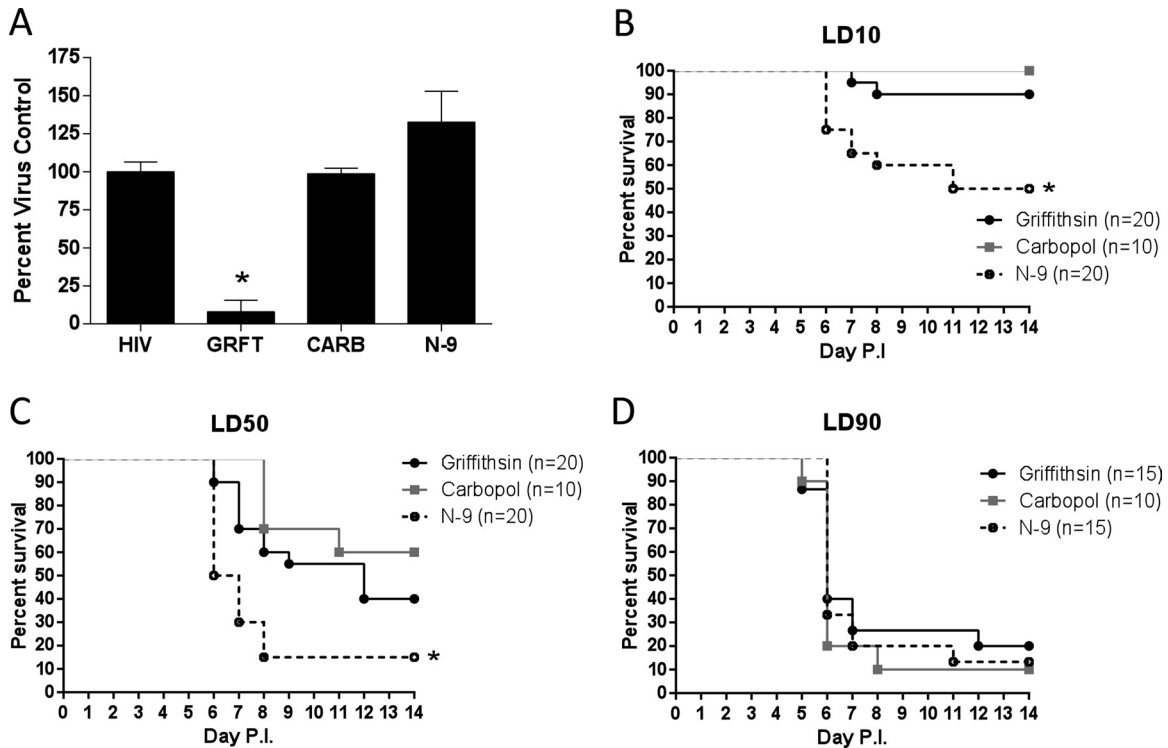 A
Percent Virus Control
175
150
125
100
75
50
25
0
*
HIV GRFT CARB N-9
B
LD10
Percent survival
100
90
80
70
60
50
40
30
20
10
0
*
Griffithsin (n=20)
Carbopol (n=10)
N-9 (n=20)
0 1 2 3 4 5 6 7 8 9 10 11 12 13 14
Day P.I
C
LD50
Percent survival
100
90
80
70
60
50
40
30
20
10
0
Griffithsin (n=20)
Carbopol (n=10)
N-9 (n=20)
*
0 1 2 3 4 5 6 7 8 9 10 11 12 13 14
Day P.I.
D
LD90
Percent survival
100
90
80
70
60
50
40
30
20
10
0
Griffithsin (n=15)
Carbopol (n=10)
N-9 (n=15)
0 1 2 3 4 5 6 7 8 9 10 11 12 13 14
Day P.I.